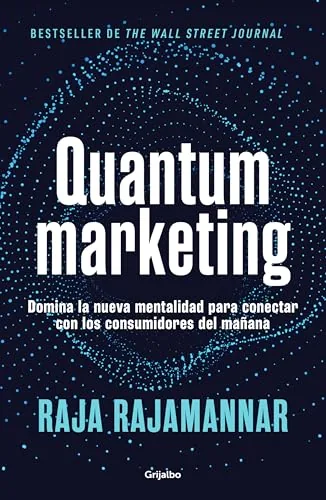 BESTSELLER DE THE WALL STREET JOURNAL
Quantum
marketing
Domina la nueva mentalidad para conectar
con los consumidores del mañana
RAJA RAJAMANNAR
Grijalbo